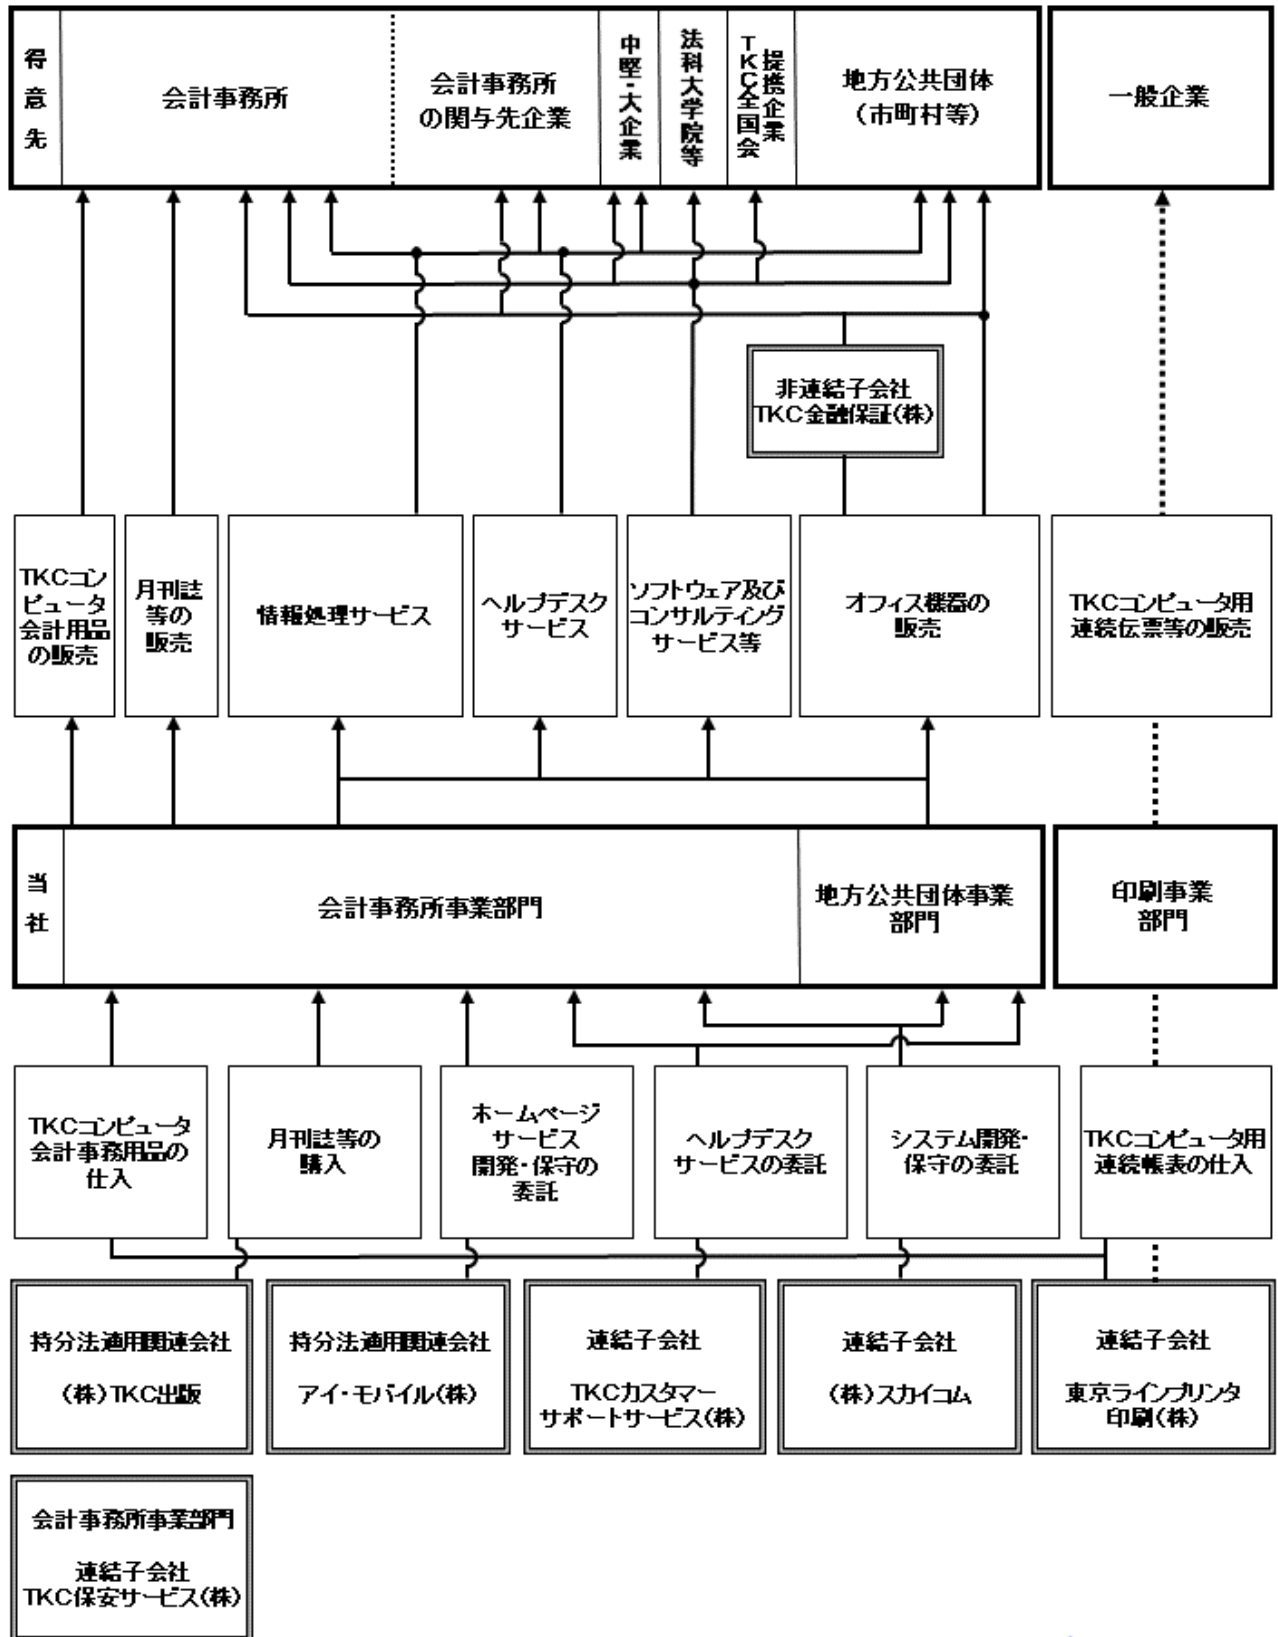 得意先
会計事務所
会計事務所
の関与先企業
中堅・大企業
法科大学院等
提携企業
TKC全国会
地方公共団体
(市町村等)
一般企業
非連結子会社
TKC金融保証(株)
TKCコン
ピュータ
会計用品
の販売
月刊誌
等の
販売
情報処理サービス
ヘルプデスク
サービス
ソフトウェア及び
コンサルティング
サービス等
オフィス機器の
販売
TKCコンピュータ用
連続伝票等の販売
当社
会計事務所事業部門
地方公共団体事業
部門
印刷事業
部門
TKCコンピュータ
会計事務用品の
仕入
月刊誌等の
購入
ホームページ
サービス
開発・保守の
委託
ヘルプデスク
サービスの委託
システム開発・
保守の委託
TKCコンピュータ用
連続帳表の仕入
持分法適用関連会社
(株)TKC出版
持分法適用関連会社
アイ・モバイル(株)
連結子会社
TKCカスタマー
サポートサービス(株)
連結子会社
(株)スカイコム
連結子会社
東京ラインプリンタ
印刷(株)
会計事務所事業部門
連結子会社
TKC保安サービス(株)